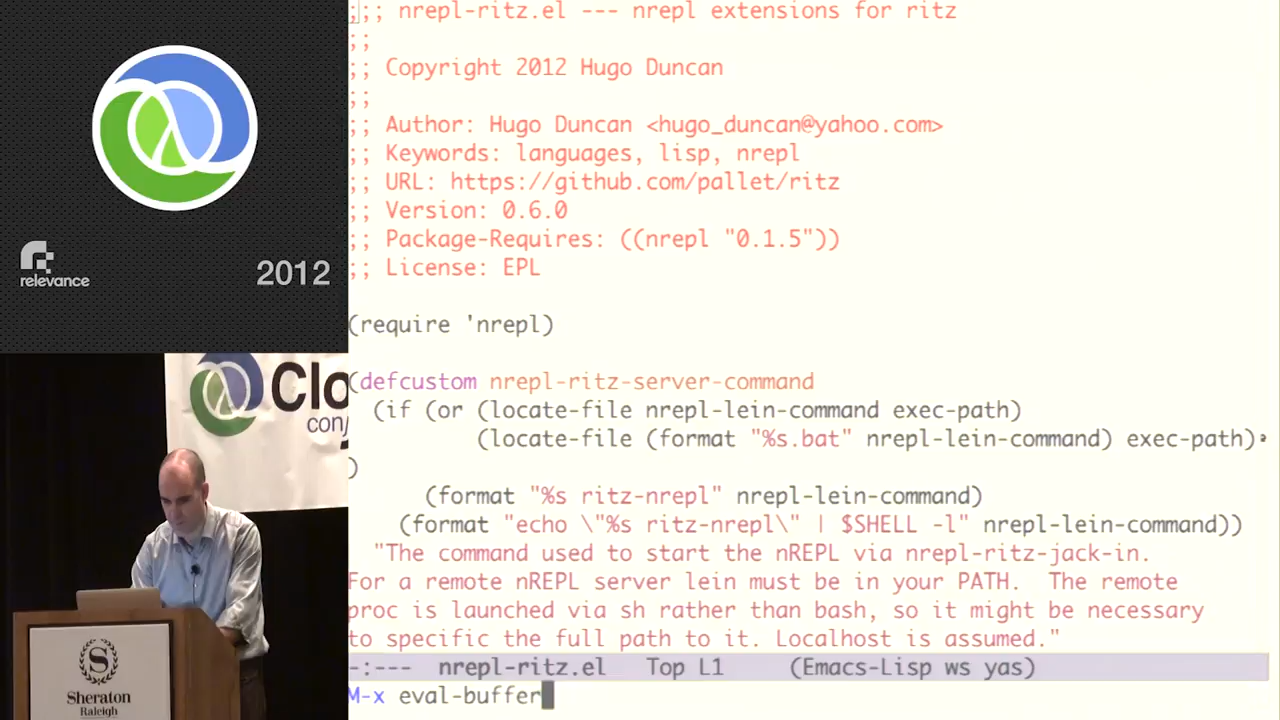 ;;; nrepl-ritz.el --- nrepl extensions for ritz
;;
;; Copyright 2012 Hugo Duncan
;;
;; Author: Hugo Duncan <hugo_duncan@yahoo.com>
;; Keywords: languages, lisp, nrepl
;; URL: https://github.com/pallet/ritz
;; Version: 0.6.0
;; Package-Requires: ((nrepl "0.1.5"))
;; License: EPL
(require 'nrepl)
(defcustom nrepl-ritz-server-command
(if (or (locate-file nrepl-lein-command exec-path)
(locate-file (format "%s.bat" nrepl-lein-command) exec-path)
)
(format "%s ritz-nrepl" nrepl-lein-command)
(format "echo \"%s ritz-nrepl\" | $SHELL -l" nrepl-lein-command))
"The command used to start the nREPL via nrepl-ritz-jack-in.
For a remote nREPL server lein must be in your PATH.  The remote
proc is launched via sh rather than bash, so it might be necessary
to specific the full path to it. Localhost is assumed."
-:---  nrepl-ritz.el   Top L1     (Emacs-Lisp ws yas)
M-x eval-buffer
relevance
2012
Clo
conj
S
Sheraton
Raleigh